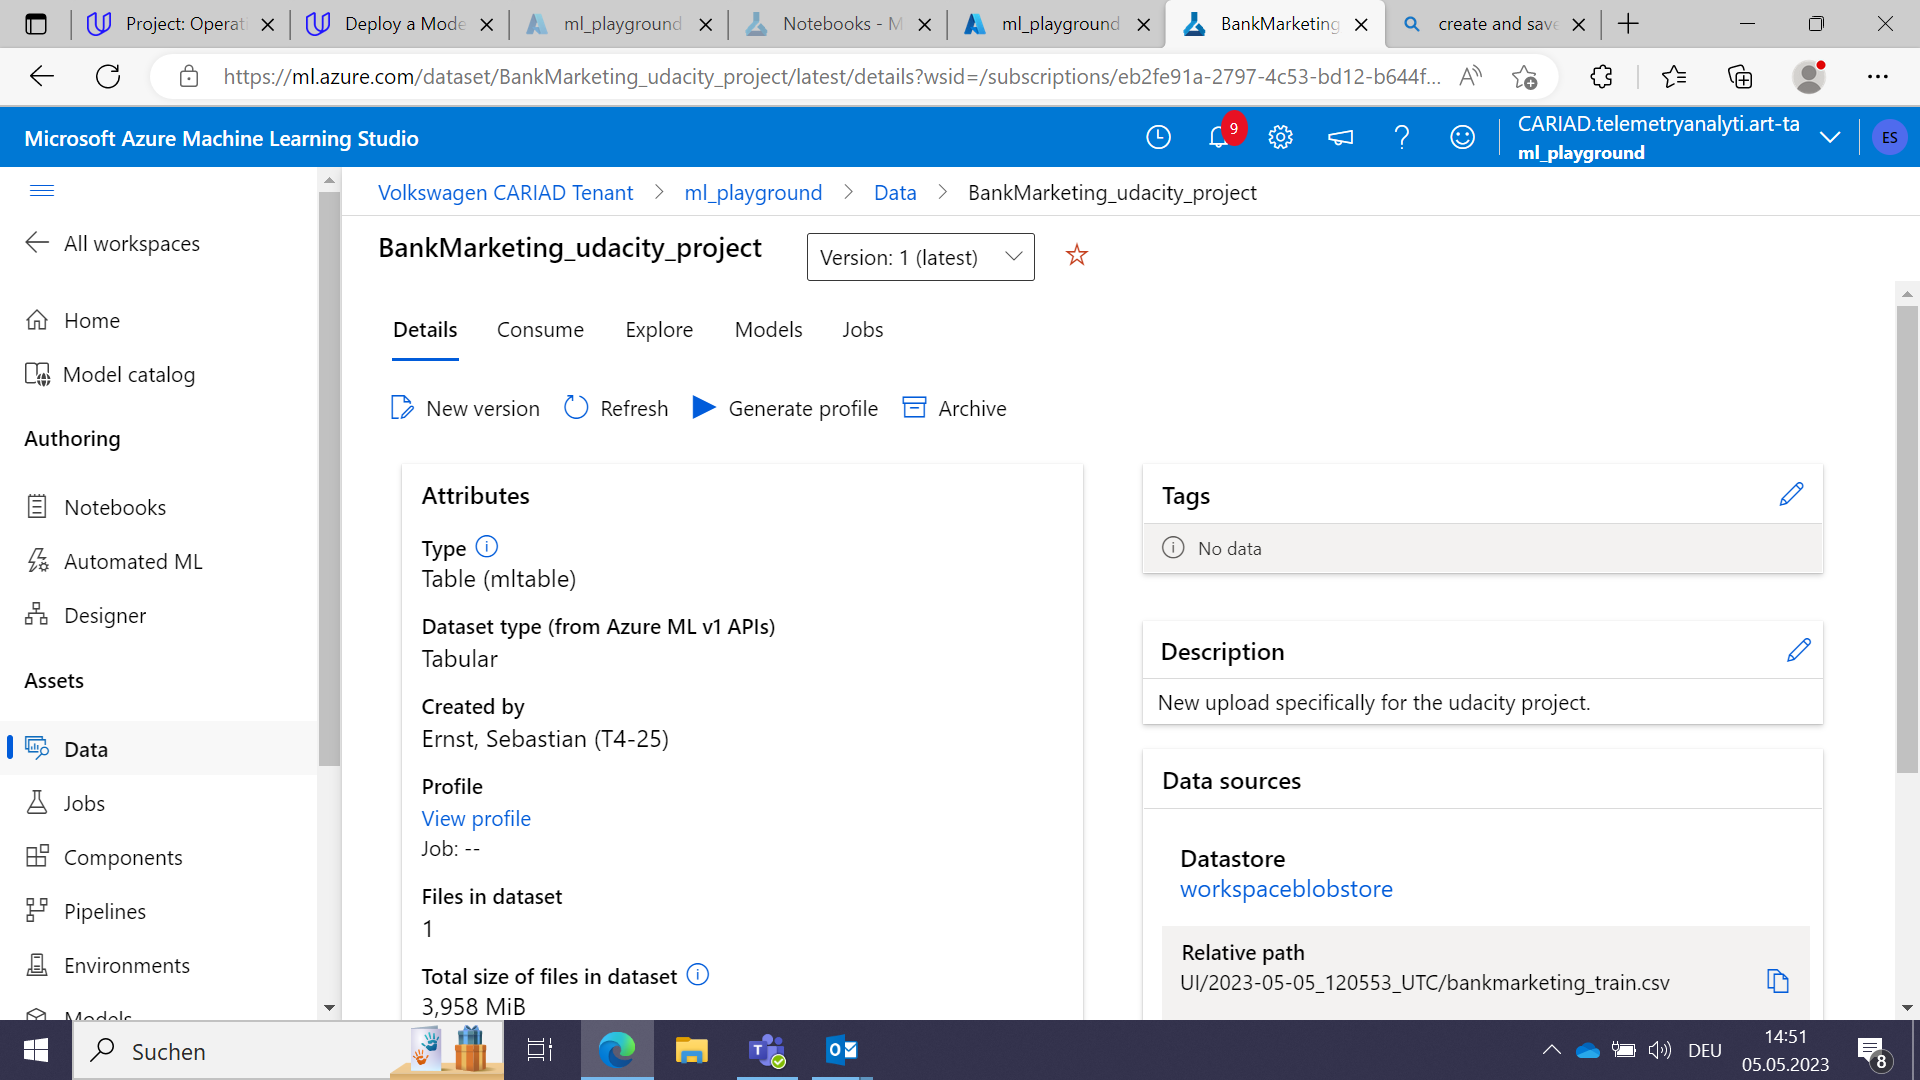 Project: Operati
Deploy a Mode
ml_playground
Notebooks - M
ml_playground
BankMarketing
create and save
https://ml.azure.com/dataset/BankMarketing_udacity_project/latest/details?wsid=/subscriptions/eb2fe91a-2797-4c53-bd12-b644f...
Microsoft Azure Machine Learning Studio
9
CARIAD.telemetryanalyti.art-ta
ml_playground
ES
Volkswagen CARIAD Tenant > ml_playground > Data > BankMarketing_udacity_project
All workspaces
Home
Model catalog
Authoring
Notebooks
Automated ML
Designer
Assets
Data
Jobs
Components
Pipelines
Environments
Models
BankMarketing_udacity_project
Version: 1 (latest)
Details Consume Explore Models Jobs
New version Refresh Generate profile Archive
Attributes
Type
Table (mltable)
Dataset type (from Azure ML v1 APIs)
Tabular
Created by
Ernst, Sebastian (T4-25)
Profile
View profile
Job: --
Files in dataset
1
Total size of files in dataset
3,958 MiB
Tags
No data
Description
New upload specifically for the udacity project.
Data sources
Datastore
workspaceblobstore
Relative path
UI/2023-05-05_120553_UTC/bankmarketing_train.csv
Suchen
DEU
14:51
05.05.2023
8